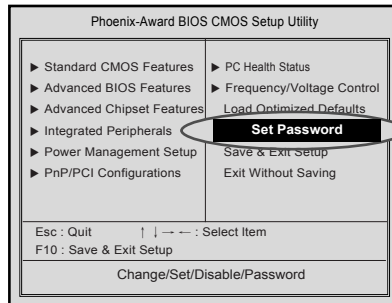 Phoenix-Award BIOS CMOS Setup Utility
▶ Standard CMOS Features
▶ Advanced BIOS Features
▶ Advanced Chipset Features
▶ Integrated Peripherals
▶ Power Management Setup
▶ PnP/PCI Configurations
▶ PC Health Status
▶ Frequency/Voltage Control
Load Optimized Defaults
Set Password
Save & Exit Setup
Exit Without Saving
Esc : Quit ↑ ↓ → ← : Select Item
F10 : Save & Exit Setup
Change/Set/Disable/Password